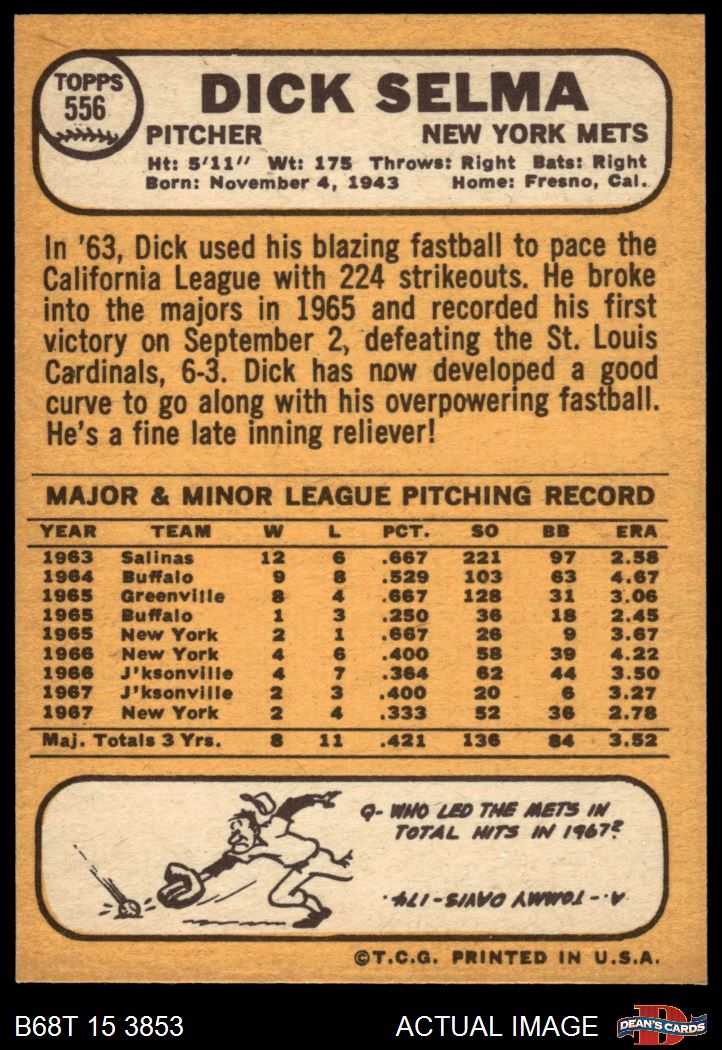 TOPPS
556
DICK SELMA
PITCHER NEW YORK METS
Ht: 5'11" Wt: 175 Throws: Right Bats: Right
Born: November 4, 1943 Home: Fresno, Cal.
In '63, Dick used his blazing fastball to pace the
California League with 224 strikeouts. He broke
into the majors in 1965 and recorded his first
victory on September 2, defeating the St. Louis
Cardinals, 6-3. Dick has now developed a good
curve to go along with his overpowering fastball.
He's a fine late inning reliever!
MAJOR & MINOR LEAGUE PITCHING RECORD
YEAR TEAM W L PCT. SO BB ERA
1963 Salinas 12 6 .667 221 97 2.58
1964 Buffalo 9 8 .529 103 63 4.67
1965 Greenville 8 4 .667 128 31 3.06
1965 Buffalo 1 3 .250 36 18 2.45
1965 New York 2 1 .667 26 9 3.67
1966 New York 4 6 .400 58 39 4.22
1966 J'ksonville 4 7 .364 62 44 3.50
1967 J'ksonville 2 3 .400 20 6 3.27
1967 New York 2 4 .333 52 36 2.78
Maj. Totals 3 Yrs. 8 11 .421 136 84 3.52
Q- WHO LED THE METS IN
TOTAL HITS IN 1967?
A.- TOMMY DAVIS-174.
©T.C.G. PRINTED IN U.S.A.
B68T 15 3853 ACTUAL IMAGE DEAN'S CARDS